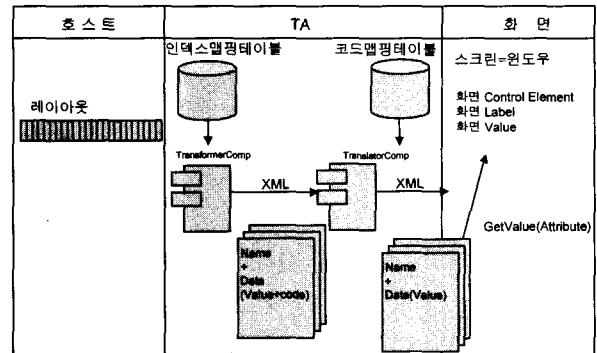 호 스 트
TA
화 면
인덱스맵핑테이블
코드맵핑테이블
스크린=윈도우
화면 Control Element
화면 Label
화면 Value
레이아웃
TransformerComp
TranslatorComp
XML
XML
GetValue(Attribute)
Name
+
Data
(Value+code)
Name
+
Data(Value)